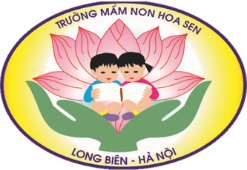 TRƯỜNG MẦM NON HOA SEN
LONG BIÊN - HÀ NỘI